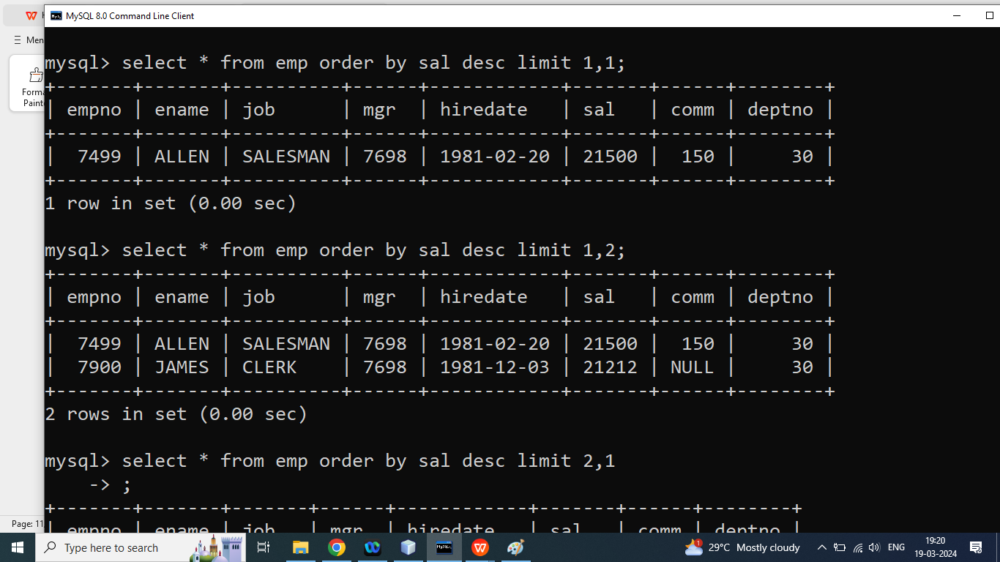 MySQL 8.0 Command Line Client
Men
Forma
Painte
mysql> select * from emp order by sal desc limit 1,1;
+-------+-------+----------+------+------------+-------+------+--------+
| empno | ename | job      | mgr  | hiredate   | sal   | comm | deptno |
+-------+-------+----------+------+------------+-------+------+--------+
|  7499 | ALLEN | SALESMAN | 7698 | 1981-02-20 | 21500 |  150 |     30 |
+-------+-------+----------+------+------------+-------+------+--------+
1 row in set (0.00 sec)
mysql> select * from emp order by sal desc limit 1,2;
+-------+-------+----------+------+------------+-------+------+--------+
| empno | ename | job      | mgr  | hiredate   | sal   | comm | deptno |
+-------+-------+----------+------+------------+-------+------+--------+
|  7499 | ALLEN | SALESMAN | 7698 | 1981-02-20 | 21500 |  150 |     30 |
|  7900 | JAMES | CLERK    | 7698 | 1981-12-03 | 21212 | NULL |     30 |
+-------+-------+----------+------+------------+-------+------+--------+
2 rows in set (0.00 sec)
mysql> select * from emp order by sal desc limit 2,1
    -> ;
+-------+-------+-------+------+------------+-------+------+--------+
| empno | ename | job   | mgr  | hiredate   | sal   | comm | deptno |
Page: 11
Type here to search
29°C Mostly cloudy
ENG
19:20
19-03-2024